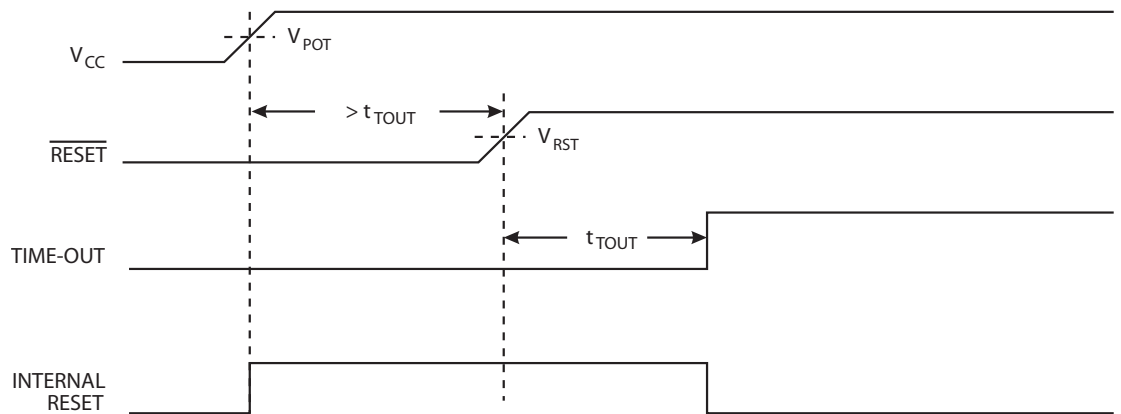 V_CC
V_POT
> t_TOUT
RESET
V_RST
TIME-OUT
t_TOUT
INTERNAL
RESET